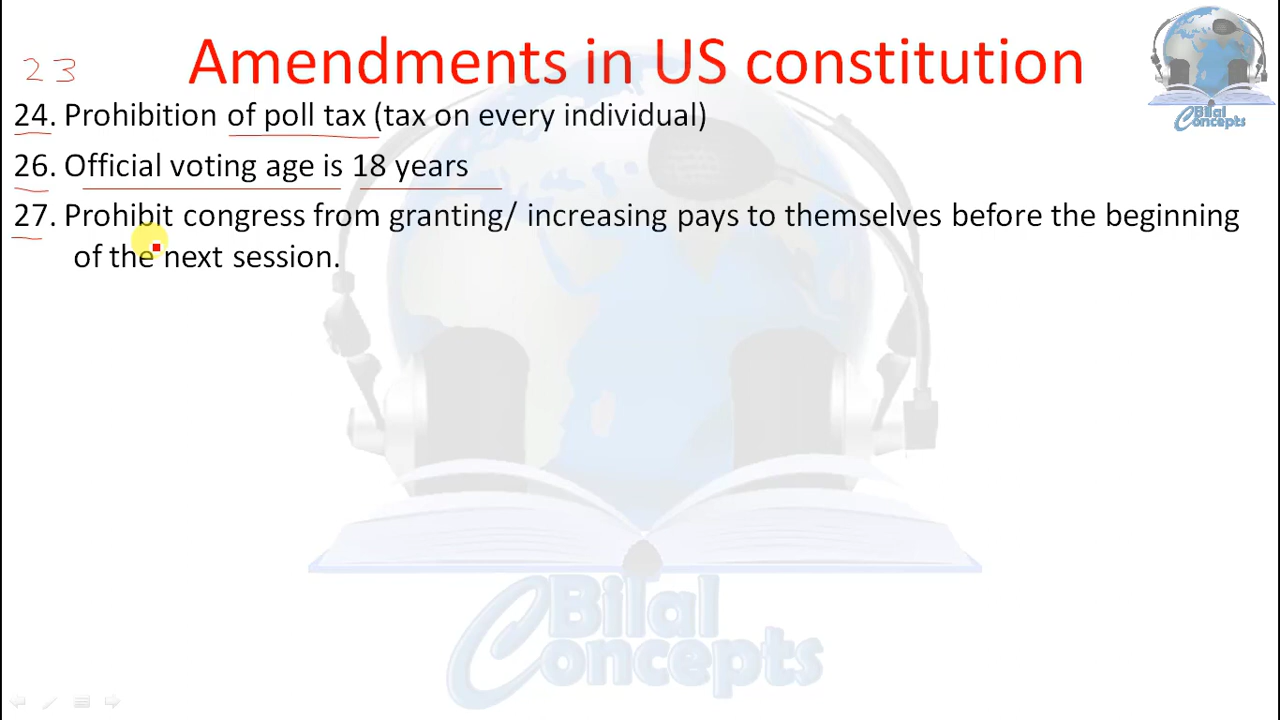 Amendments in US constitution
23
24. Prohibition of poll tax (tax on every individual)
26. Official voting age is 18 years
27. Prohibit congress from granting/ increasing pays to themselves before the beginning
of the next session.
Bilal
Concepts
Bilal
Concepts